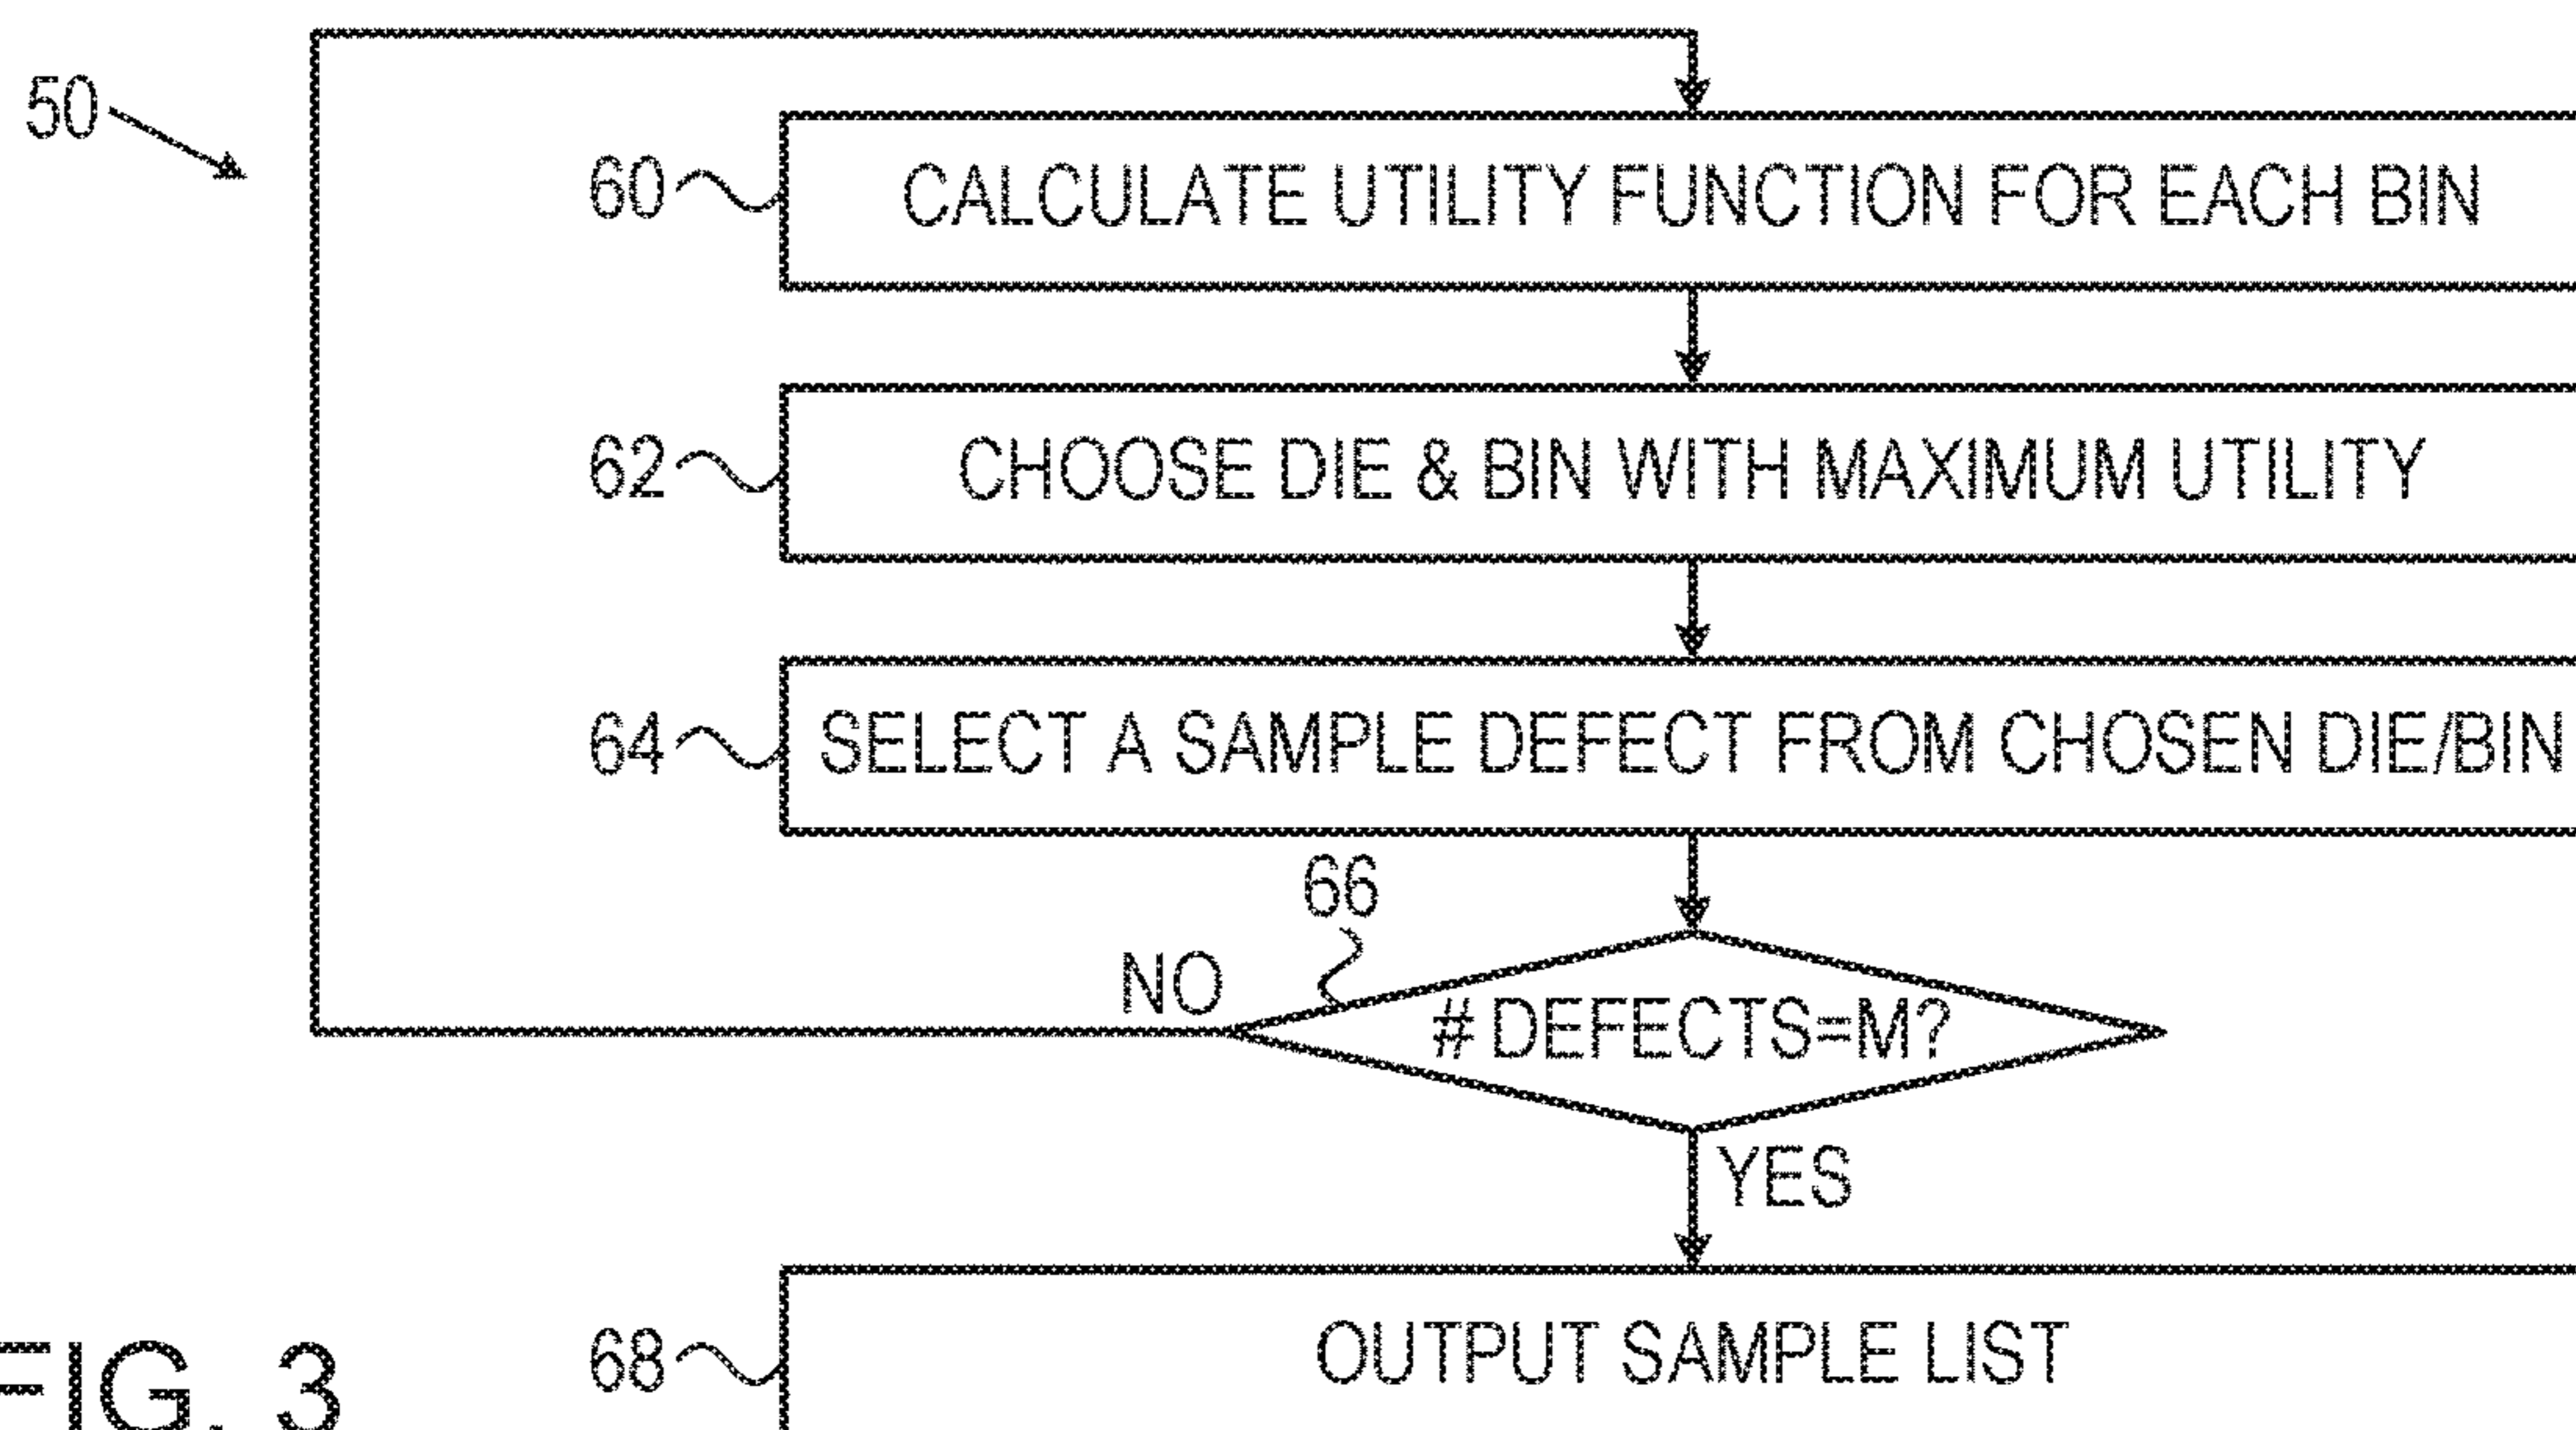 50
60
CALCULATE UTILITY FUNCTION FOR EACH BIN
62
CHOOSE DIE & BIN WITH MAXIMUM UTILITY
64
SELECT A SAMPLE DEFECT FROM CHOSEN DIE/BIN
66
NO
# DEFECTS=M?
YES
68
OUTPUT SAMPLE LIST
FIG. 3